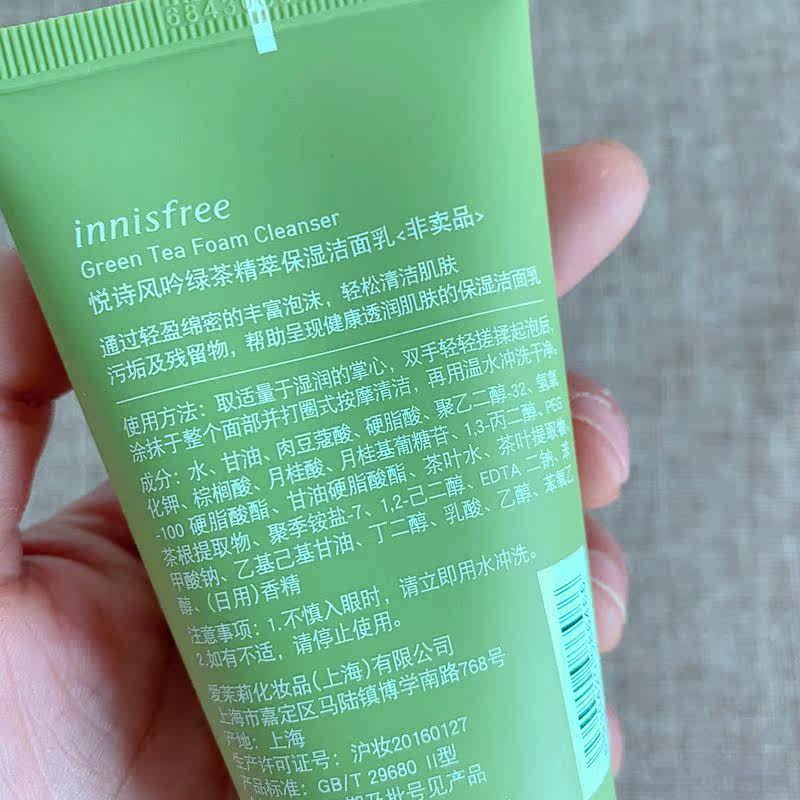 innisfree
Green Tea Foam Cleanser
悦诗风吟绿茶精萃保湿洁面乳<非卖品>
通过轻盈绵密的丰富泡沫，轻松清洁肌肤
污垢及残留物，帮助呈现健康透润肌肤的保湿洁面乳
使用方法：取适量于湿润的掌心，双手轻轻搓揉起泡后，
涂抹于整个面部并打圈式按摩清洁，再用温水冲洗干净。
成分：水、甘油、肉豆蔻酸、硬脂酸、聚乙二醇-32、氢氧
化钾、棕榈酸、月桂酸、月桂基葡糖苷、1,3-丙二醇、PEG
-100 硬脂酸酯、甘油硬脂酸酯、茶叶水、茶叶提取物、
茶根提取物、聚季铵盐-7、1,2-己二醇、EDTA 二钠、苯
甲酸钠、乙基己基甘油、丁二醇、乳酸、乙醇、苯氧乙
醇、(日用)香精
注意事项：1.不慎入眼时，请立即用水冲洗。
2.如有不适，请停止使用。
爱茉莉化妆品(上海)有限公司
上海市嘉定区马陆镇博学南路768号
产地：上海
生产许可证号：沪妆20160127
产品标准：GB/T 29680 II型
期及批号见产品